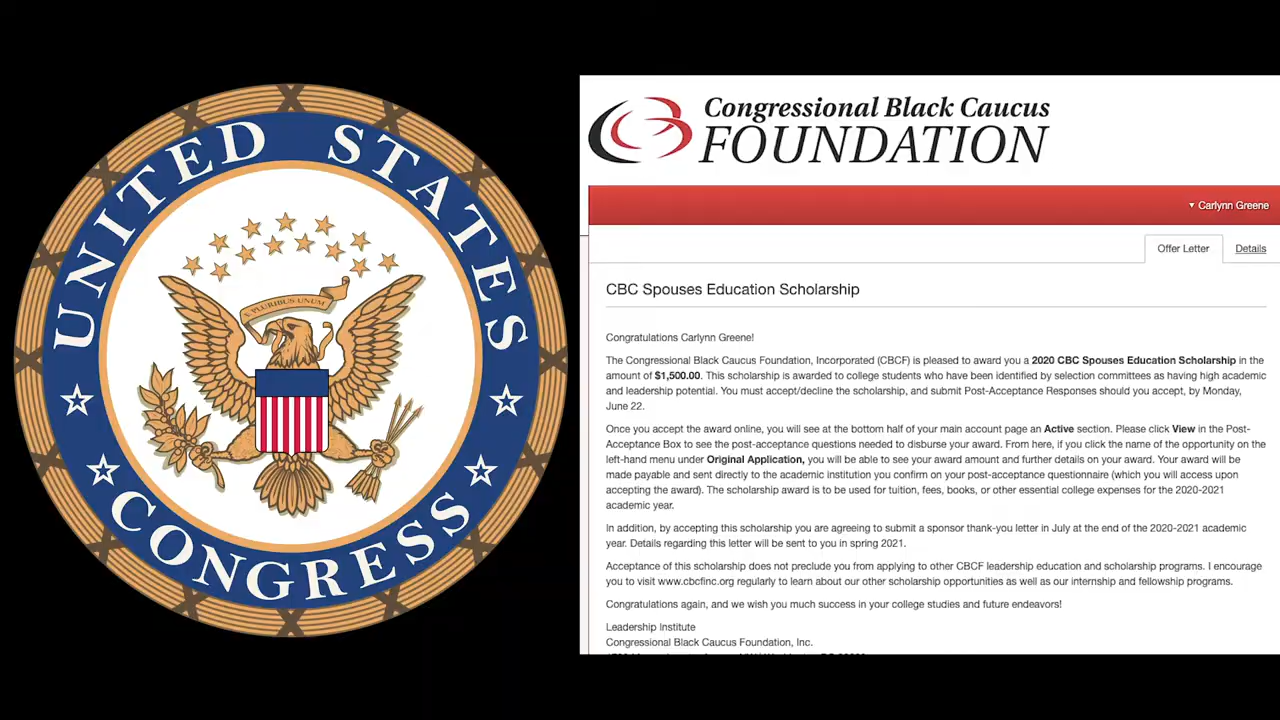 UNITED STATES
CONGRESS
E PLURIBUS UNUM
Congressional Black Caucus
FOUNDATION
▼ Carlynn Greene
Offer Letter
Details
CBC Spouses Education Scholarship
Congratulations Carlynn Greene!
The Congressional Black Caucus Foundation, Incorporated (CBCF) is pleased to award you a 2020 CBC Spouses Education Scholarship in the
amount of $1,500.00. This scholarship is awarded to college students who have been identified by selection committees as having high academic
and leadership potential. You must accept/decline the scholarship, and submit Post-Acceptance Responses should you accept, by Monday,
June 22.
Once you accept the award online, you will see at the bottom half of your main account page an Active section. Please click View in the Post-
Acceptance Box to see the post-acceptance questions needed to disburse your award. From here, if you click the name of the opportunity on the
left-hand menu under Original Application, you will be able to see your award amount and further details on your award. Your award will be
made payable and sent directly to the academic institution you confirm on your post-acceptance questionnaire (which you will access upon
accepting the award). The scholarship award is to be used for tuition, fees, books, or other essential college expenses for the 2020-2021
academic year.
In addition, by accepting this scholarship you are agreeing to submit a sponsor thank-you letter in July at the end of the 2020-2021 academic
year. Details regarding this letter will be sent to you in spring 2021.
Acceptance of this scholarship does not preclude you from applying to other CBCF leadership education and scholarship programs. I encourage
you to visit www.cbcfinc.org regularly to learn about our other scholarship opportunities as well as our internship and fellowship programs.
Congratulations again, and we wish you much success in your college studies and future endeavors!
Leadership Institute
Congressional Black Caucus Foundation, Inc.